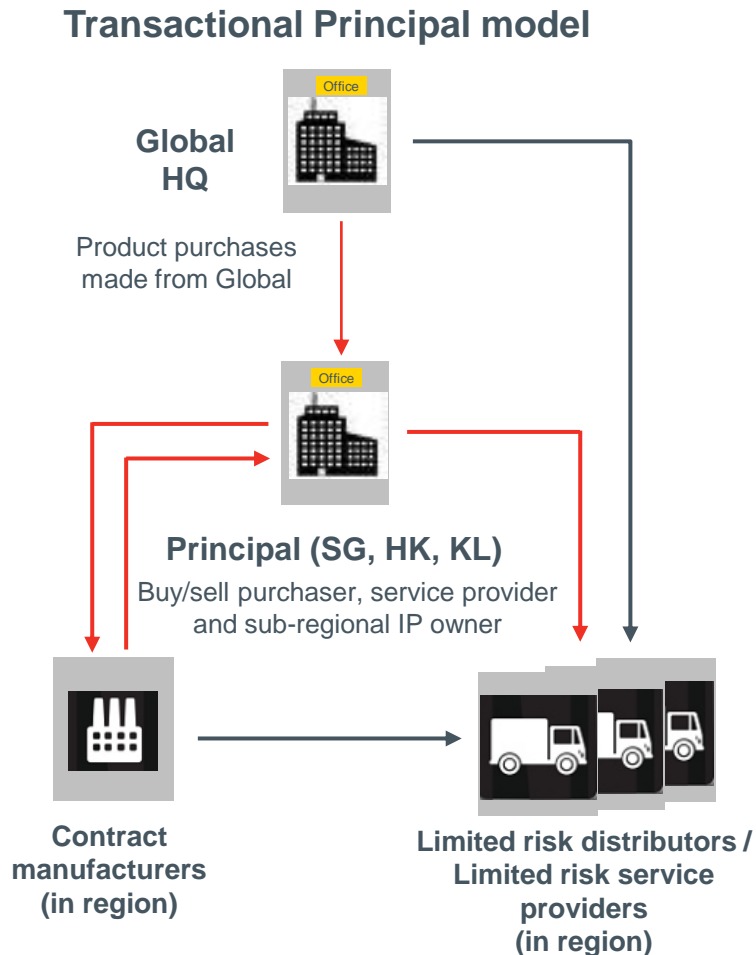 Transactional Principal model
Office
Global
HQ
Product purchases
made from Global
Office
Principal (SG, HK, KL)
Buy/sell purchaser, service provider
and sub-regional IP owner
Contract
manufacturers
(in region)
Limited risk distributors /
Limited risk service
providers
(in region)